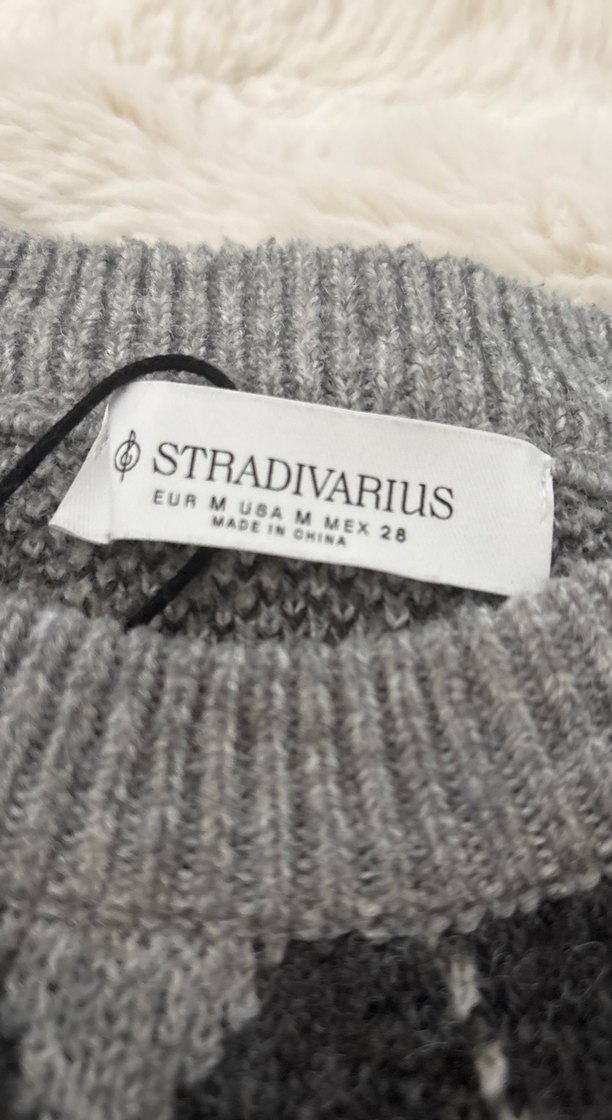 STRADIVARIUS
EUR M USA M MEX 28
MADE IN CHINA